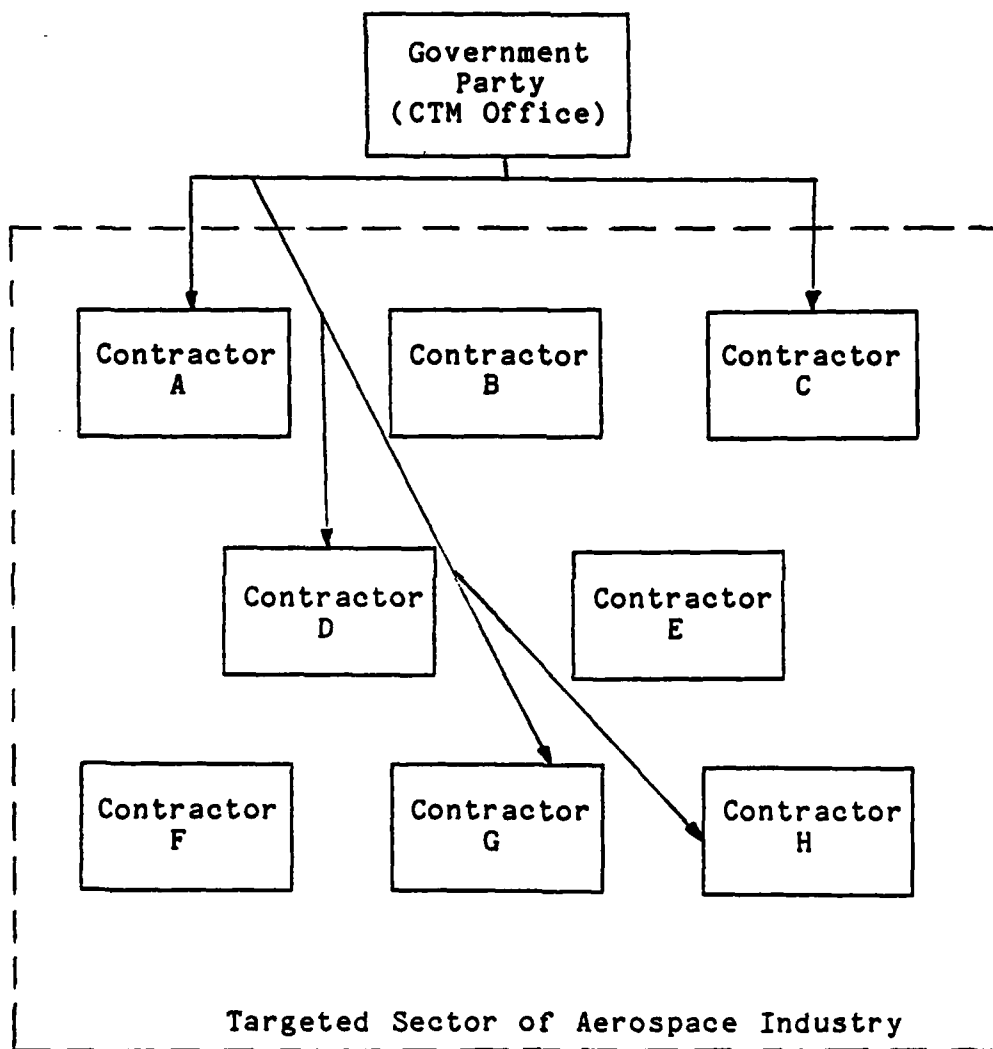 Government
Party
(CTM Office)
Contractor
A
Contractor
B
Contractor
C
Contractor
D
Contractor
E
Contractor
F
Contractor
G
Contractor
H
Targeted Sector of Aerospace Industry